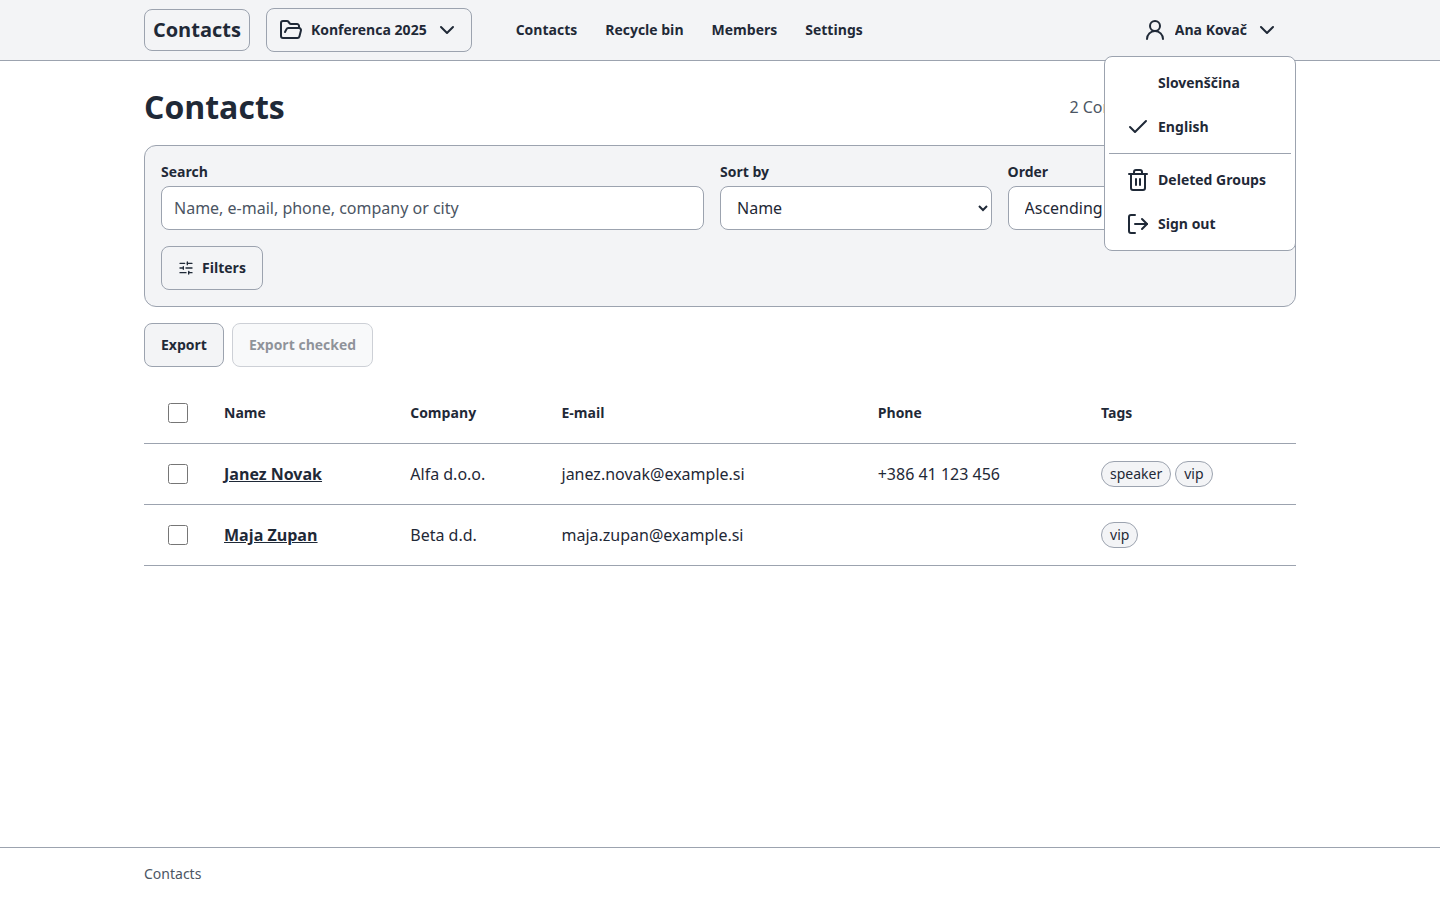 Contacts
Konferenca 2025
Contacts Recycle bin Members Settings
Ana Kovač
Slovenščina
English
Deleted Groups
Sign out
Contacts
2
Search
Sort by
Order
Name, e-mail, phone, company or city
Name
Ascending
Filters
Export
Export checked
Name Company E-mail Phone Tags
Janez Novak Alfa d.o.o. janez.novak@example.si +386 41 123 456 speaker vip
Maja Zupan Beta d.d. maja.zupan@example.si vip
Contacts